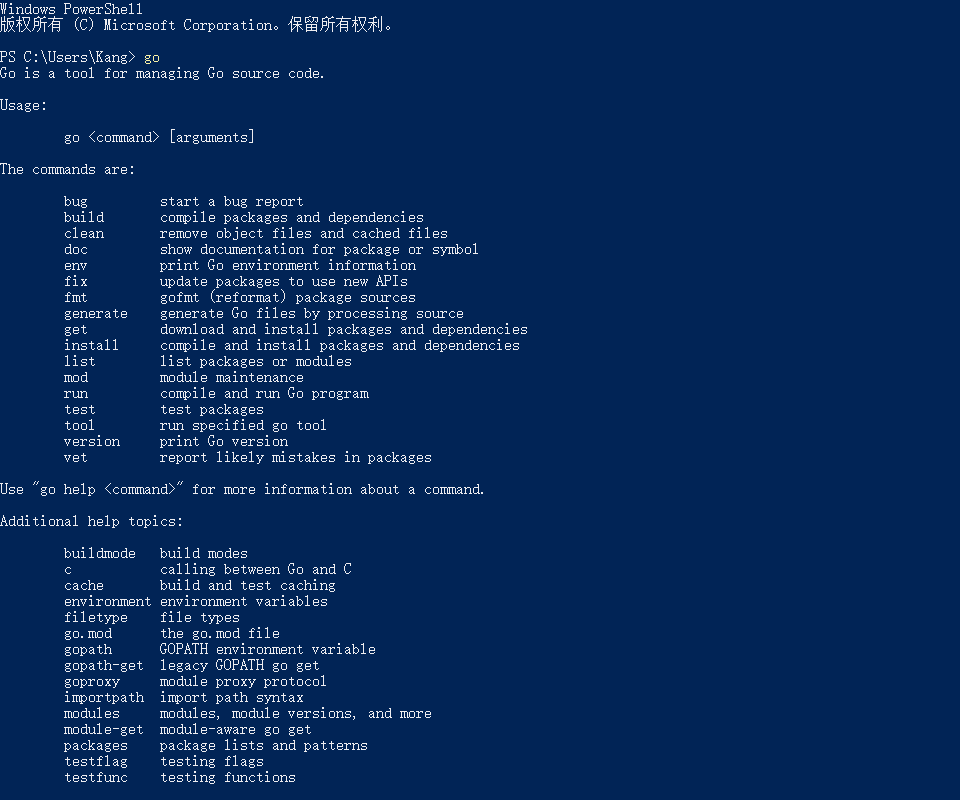 Windows PowerShell
版权所有 (C) Microsoft Corporation。保留所有权利。
PS C:\Users\Kang> go
Go is a tool for managing Go source code.
Usage:
go <command> [arguments]
The commands are:
bug start a bug report
build compile packages and dependencies
clean remove object files and cached files
doc show documentation for package or symbol
env print Go environment information
fix update packages to use new APIs
fmt gofmt (reformat) package sources
generate generate Go files by processing source
get download and install packages and dependencies
install compile and install packages and dependencies
list list packages or modules
mod module maintenance
run compile and run Go program
test test packages
tool run specified go tool
version print Go version
vet report likely mistakes in packages
Use "go help <command>" for more information about a command.
Additional help topics:
buildmode build modes
c calling between Go and C
cache build and test caching
environment environment variables
filetype file types
go.mod the go.mod file
gopath GOPATH environment variable
gopath-get legacy GOPATH go get
goproxy module proxy protocol
importpath import path syntax
modules modules, module versions, and more
module-get module-aware go get
packages package lists and patterns
testflag testing flags
testfunc testing functions